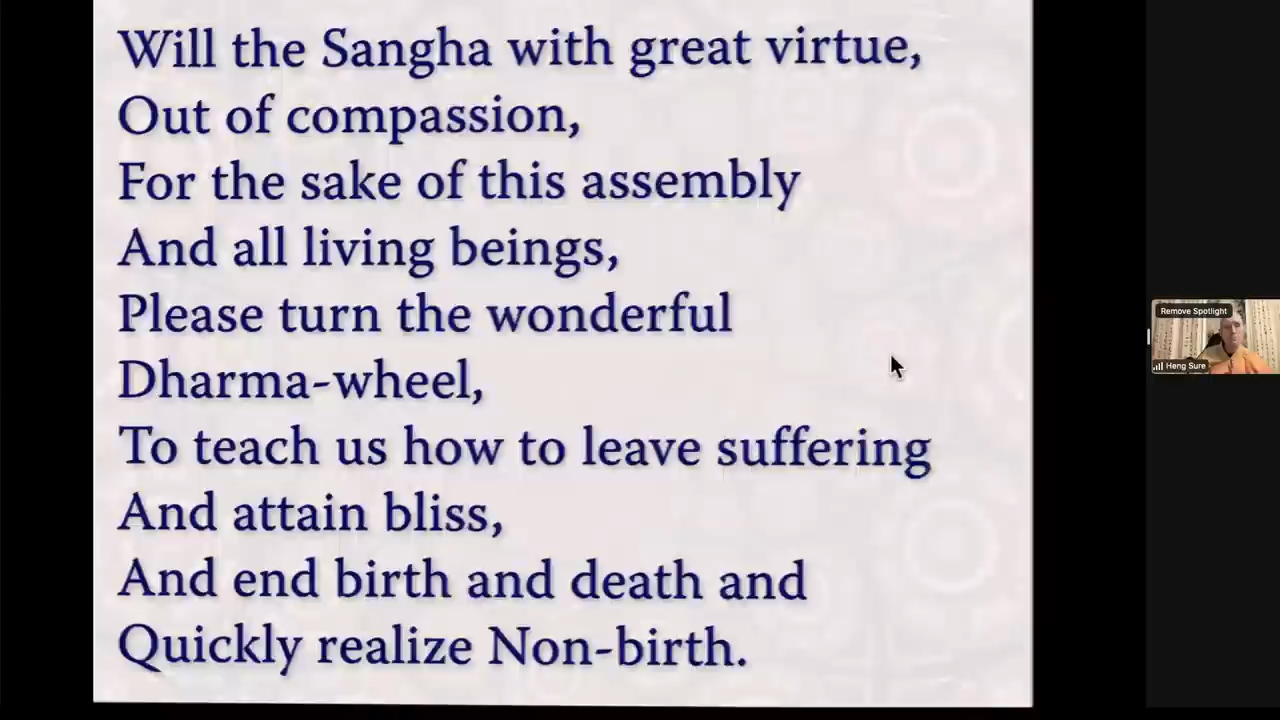 Will the Sangha with great virtue,
Out of compassion,
For the sake of this assembly
And all living beings,
Please turn the wonderful
Dharma-wheel,
To teach us how to leave suffering
And attain bliss,
And end birth and death and
Quickly realize Non-birth.
Remove Spotlight
Heng Sure